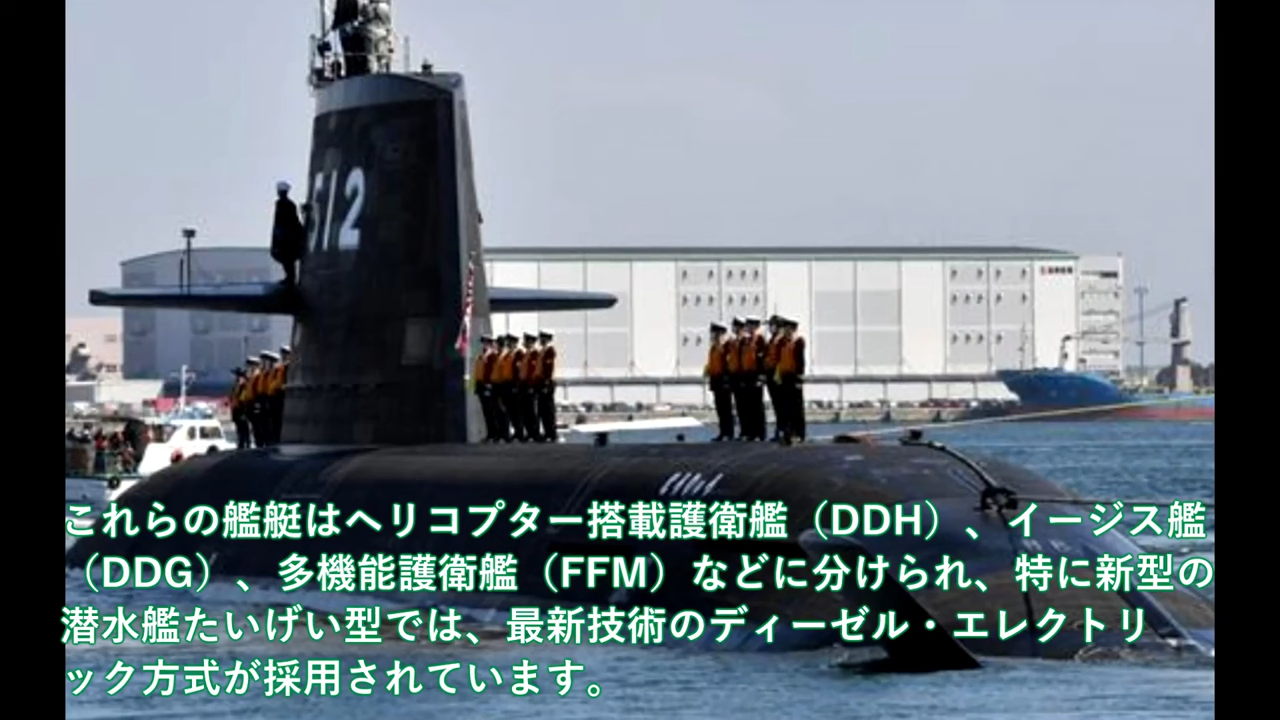 512
これらの艦艇はヘリコプター搭載護衛艦（DDH）、イージス艦
（DDG）、多機能護衛艦（FFM）などに分けられ、特に新型の
潜水艦たいげい型では、最新技術のディーゼル・エレクトリ
ック方式が採用されています。